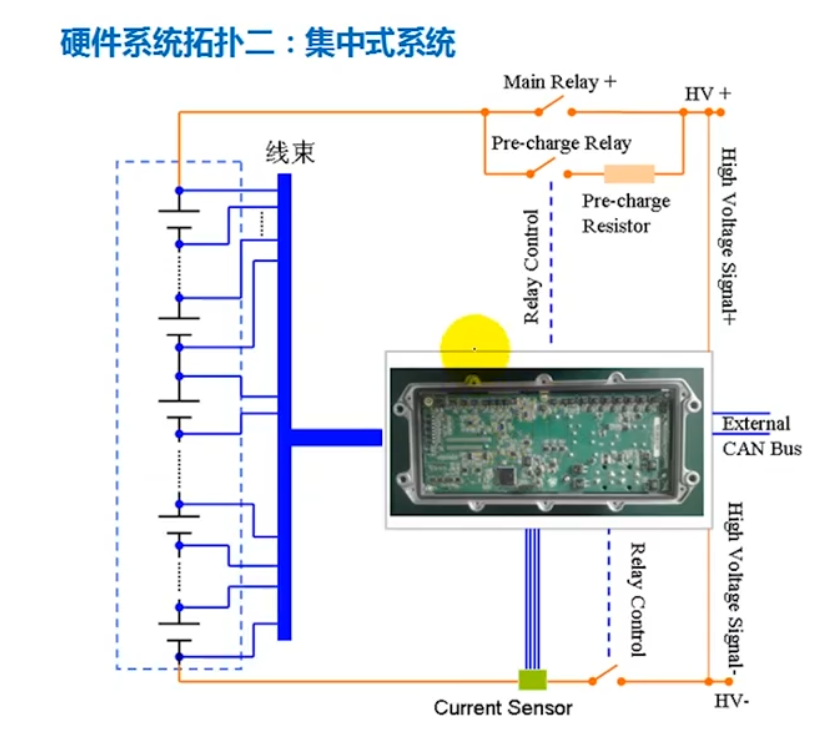 硬件系统拓扑二：集中式系统
Main Relay +
HV +
线束
Pre-charge Relay
Pre-charge
Resistor
High Voltage Signal+
Relay Control
External
CAN Bus
High Voltage Signal-
Relay Control
Current Sensor
HV-